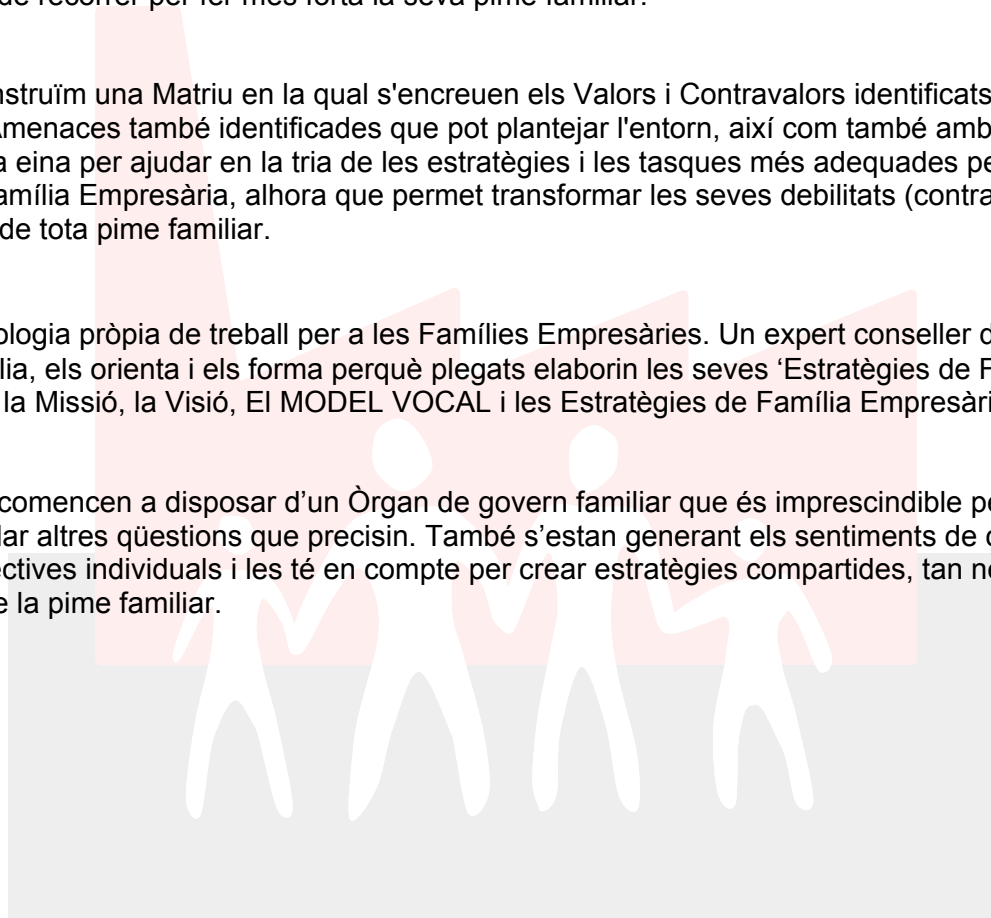 de recórrer per fer més forta la seva pime familiar.
nstruïm una Matriu en la qual s'encreuen els Valors i Contravalors identificats
Amenaces també identificades que pot plantejar l'entorn, així com també amb
a eina per ajudar en la tria de les estratègies i les tasques més adequades pe
amília Empresària, alhora que permet transformar les seves debilitats (contra
de tota pime familiar.
ologia pròpia de treball per a les Famílies Empresàries. Un expert conseller d
lia, els orienta i els forma perquè plegats elaborin les seves ‘Estratègies de F
la Missió, la Visió, El MODEL VOCAL i les Estratègies de Família Empresàri
comencen a disposar d’un Òrgan de govern familiar que és imprescindible pe
lar altres qüestions que precisin. També s’estan generant els sentiments de c
ectives individuals i les té en compte per crear estratègies compartides, tan ne
e la pime familiar.